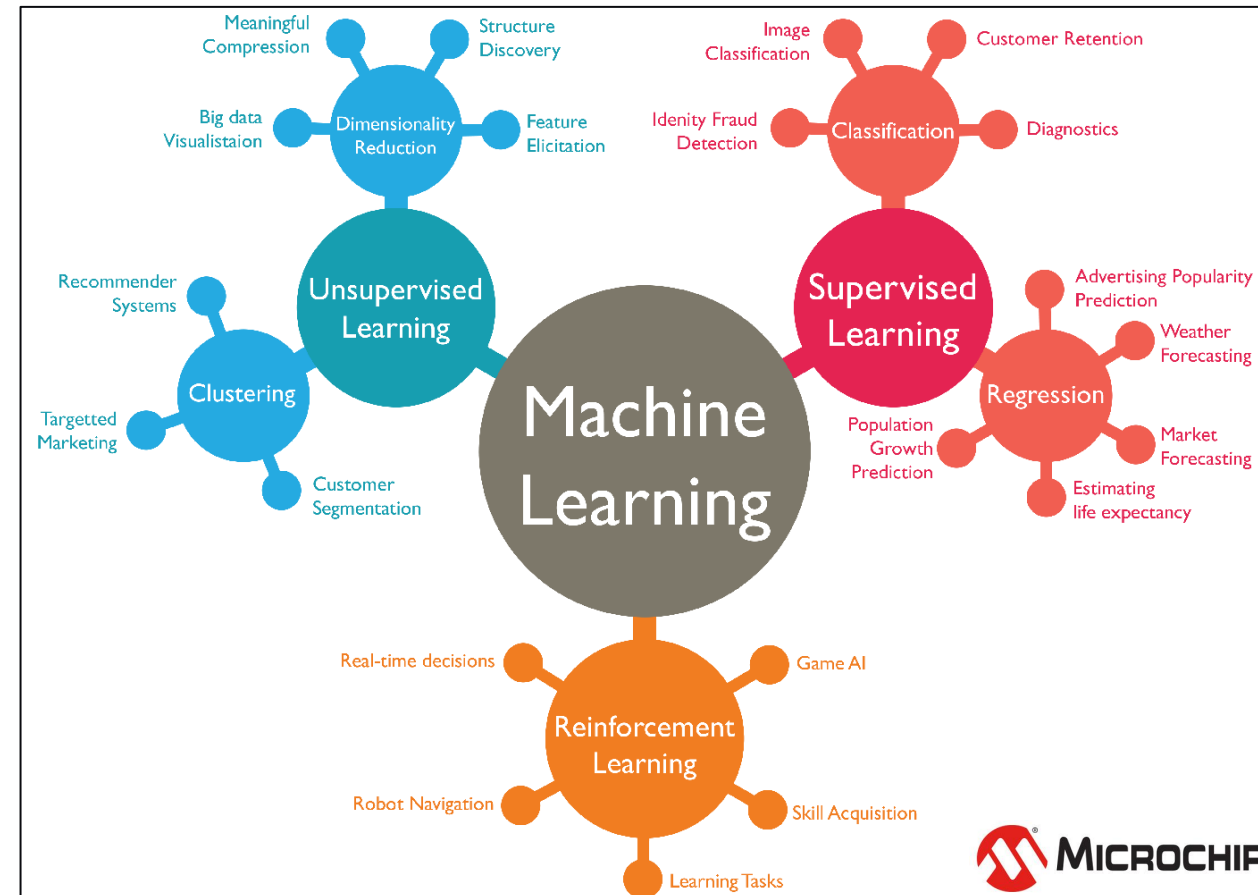 Meaningful
Compression
Structure
Discovery
Big data
Visualistaion
Dimensionality
Reduction
Feature
Elicitation
Image
Classification
Customer Retention
Idenity Fraud
Detection
Classification
Diagnostics
Recommender
Systems
Unsupervised
Learning
Clustering
Targetted
Marketing
Customer
Segmentation
Machine
Learning
Supervised
Learning
Advertising Popularity
Prediction
Weather
Forecasting
Regression
Population
Growth
Prediction
Market
Forecasting
Estimating
life expectancy
Real-time decisions
Game AI
Reinforcement
Learning
Robot Navigation
Skill Acquisition
Learning Tasks
MICROCHIP